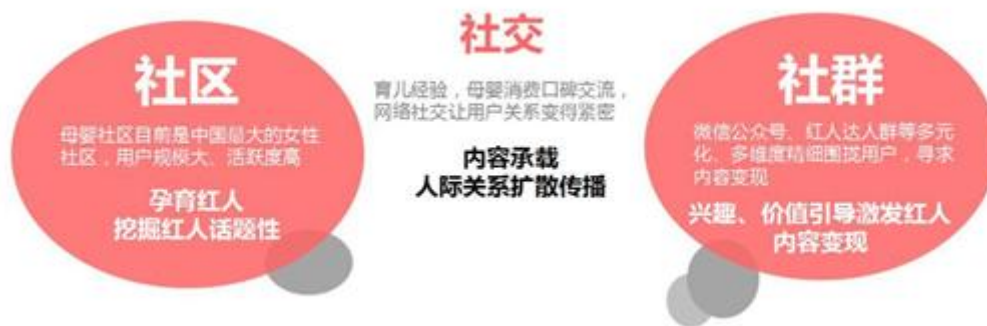 社区
母婴社区目前是中国最大的女性
社区，用户规模大、活跃度高
孕育红人
挖掘红人话题性
社交
育儿经验，母婴消费口碑交流，
网络社交让用户关系变得紧密
内容承载
人际关系扩散传播
社群
微信公众号、红人达人群等多元
化、多维度精细围拢用户，寻求
内容变现
兴趣、价值引导激发红人
内容变现